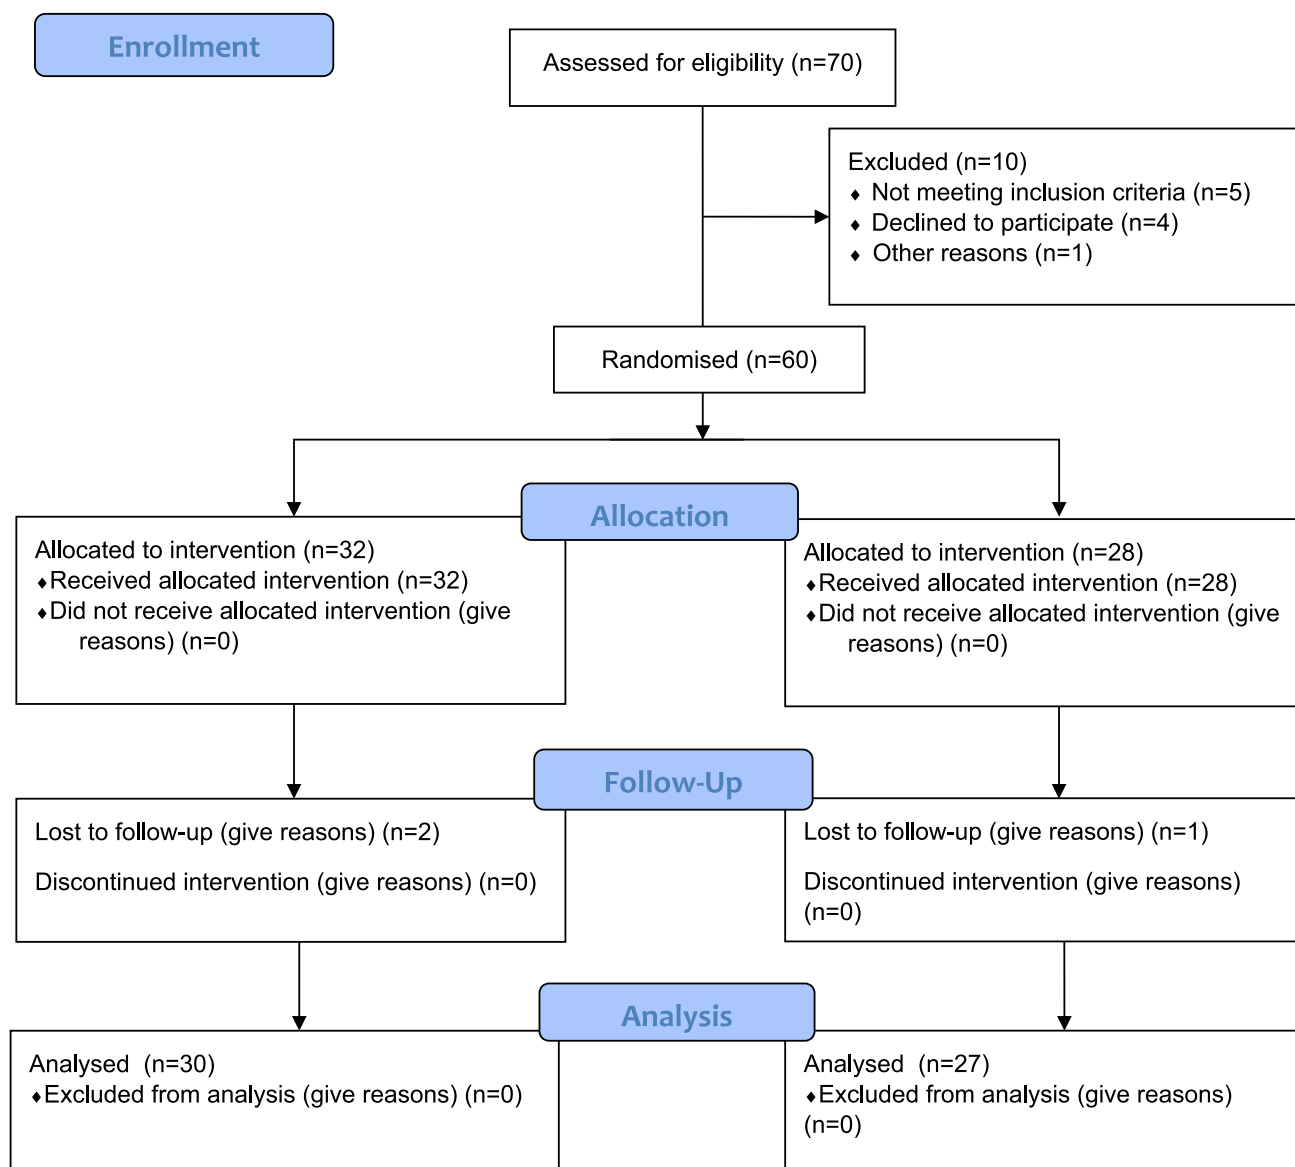 Enrollment
Assessed for eligibility (n=70)
Excluded (n=10)
♦ Not meeting inclusion criteria (n=5)
♦ Declined to participate (n=4)
♦ Other reasons (n=1)
Randomised (n=60)
Allocation
Allocated to intervention (n=32)
♦Received allocated intervention (n=32)
♦Did not receive allocated intervention (give
reasons) (n=0)
Allocated to intervention (n=28)
♦Received allocated intervention (n=28)
♦Did not receive allocated intervention (give
reasons) (n=0)
Follow-Up
Lost to follow-up (give reasons) (n=2)
Discontinued intervention (give reasons) (n=0)
Lost to follow-up (give reasons) (n=1)
Discontinued intervention (give reasons)
(n=0)
Analysis
Analysed (n=30)
♦Excluded from analysis (give reasons) (n=0)
Analysed (n=27)
♦Excluded from analysis (give reasons)
(n=0)